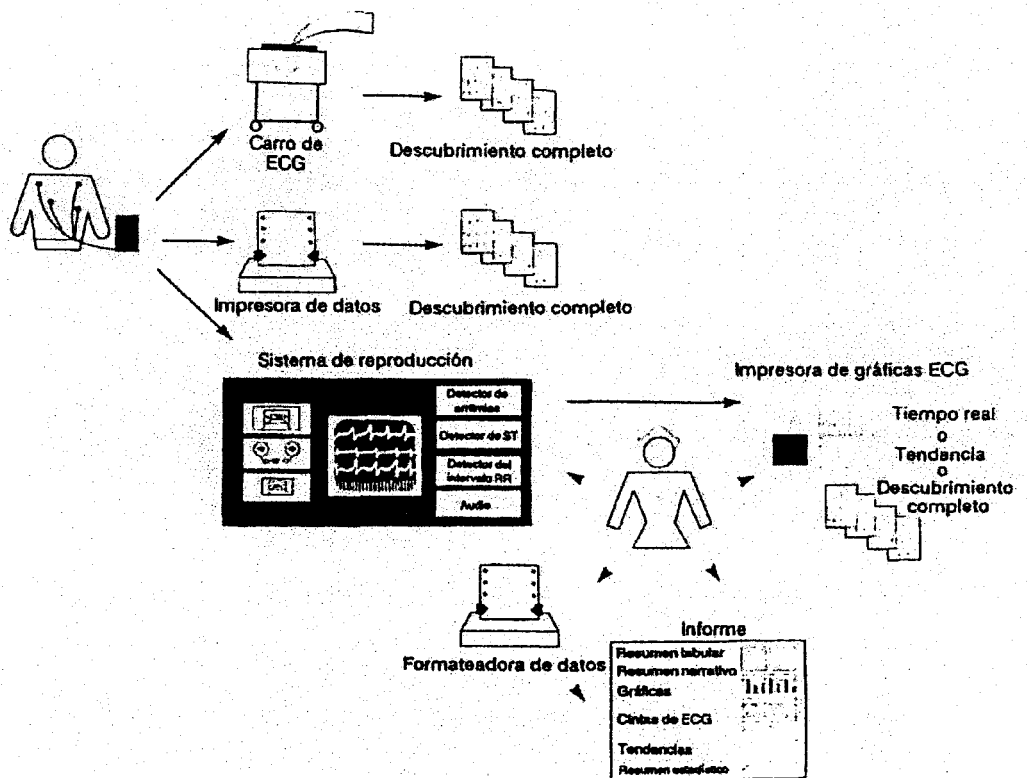 Carro de
ECG
Descubrimiento completo
Impresora de datos
Descubrimiento completo
Sistema de reproducción
Detector de
arritmias
Detector de ST
Detector del
intervalo RR
Audio
Impresora de gráficas ECG
Tiempo real
o
Tendencia
o
Descubrimiento
completo
Formateadora de datos
Informe
Resumen tabular
Resumen narrativo
Gráficas
Cintas de ECG
Tendencias
Resumen estadístico